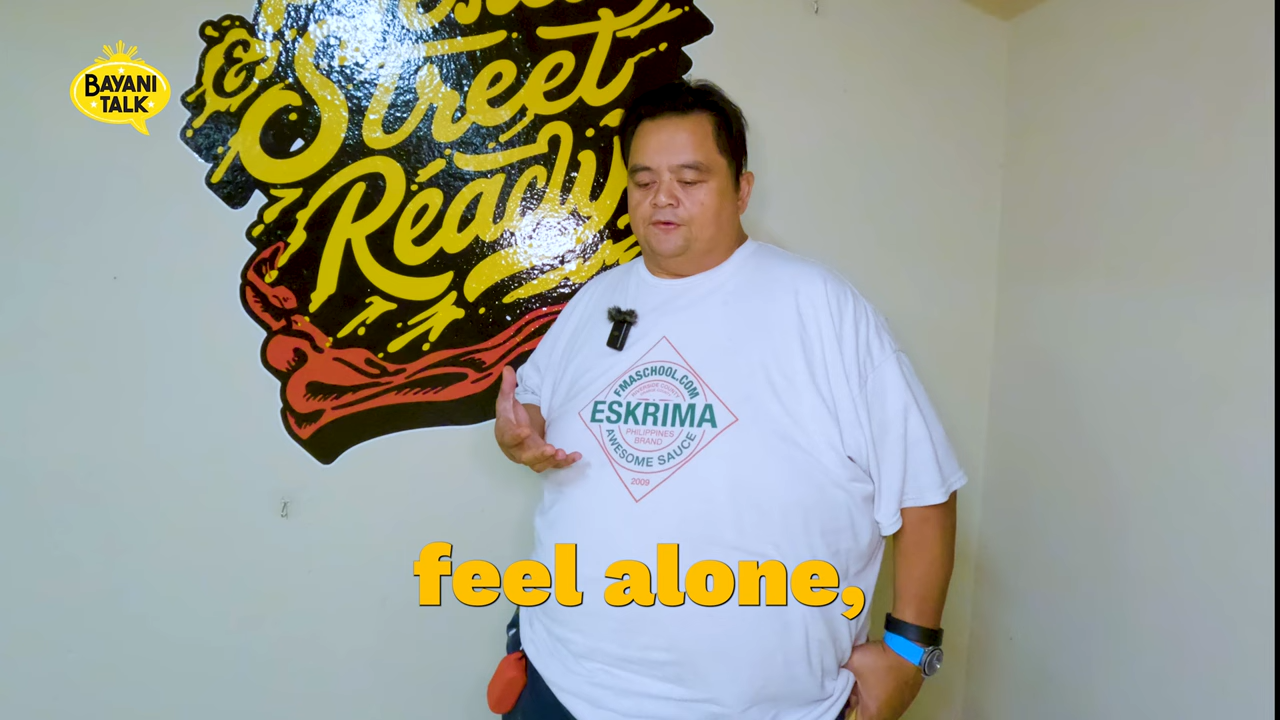 BAYANI
TALK
& Street
Ready
FMASCHOOL.COM
ESKRIMA
PHILIPPINES
BRAND
AWESOME SAUCE
2009
feel alone,